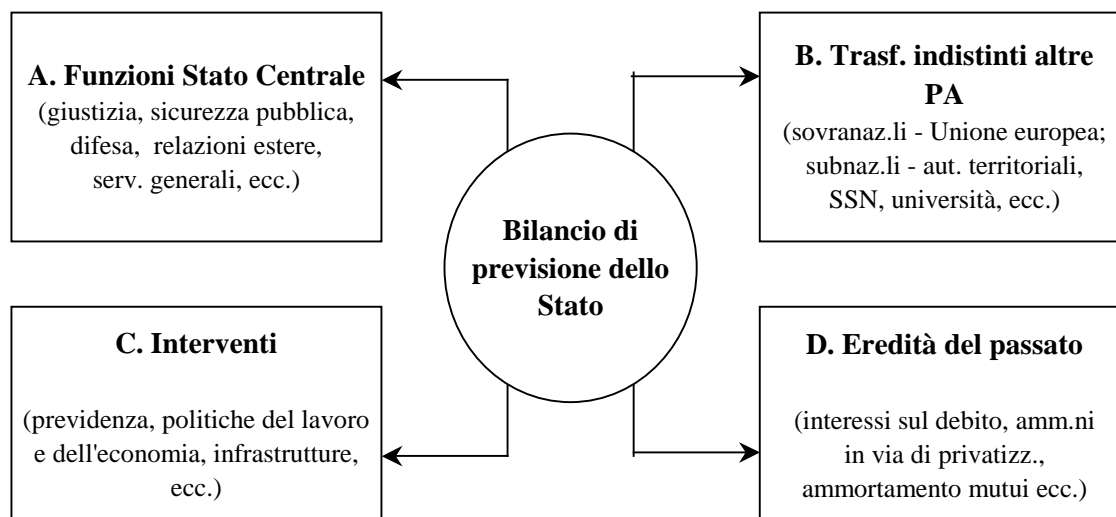 A. Funzioni Stato Centrale
(giustizia, sicurezza pubblica,
difesa, relazioni estere,
serv. generali, ecc.)
B. Trasf. indistinti altre
PA
(sovranaz.li - Unione europea;
subnaz.li - aut. territoriali,
SSN, università, ecc.)
Bilancio di
previsione dello
Stato
C. Interventi
(previdenza, politiche del lavoro
e dell'economia, infrastrutture,
ecc.)
D. Eredità del passato
(interessi sul debito, amm.ni
in via di privatizz.,
ammortamento mutui ecc.)